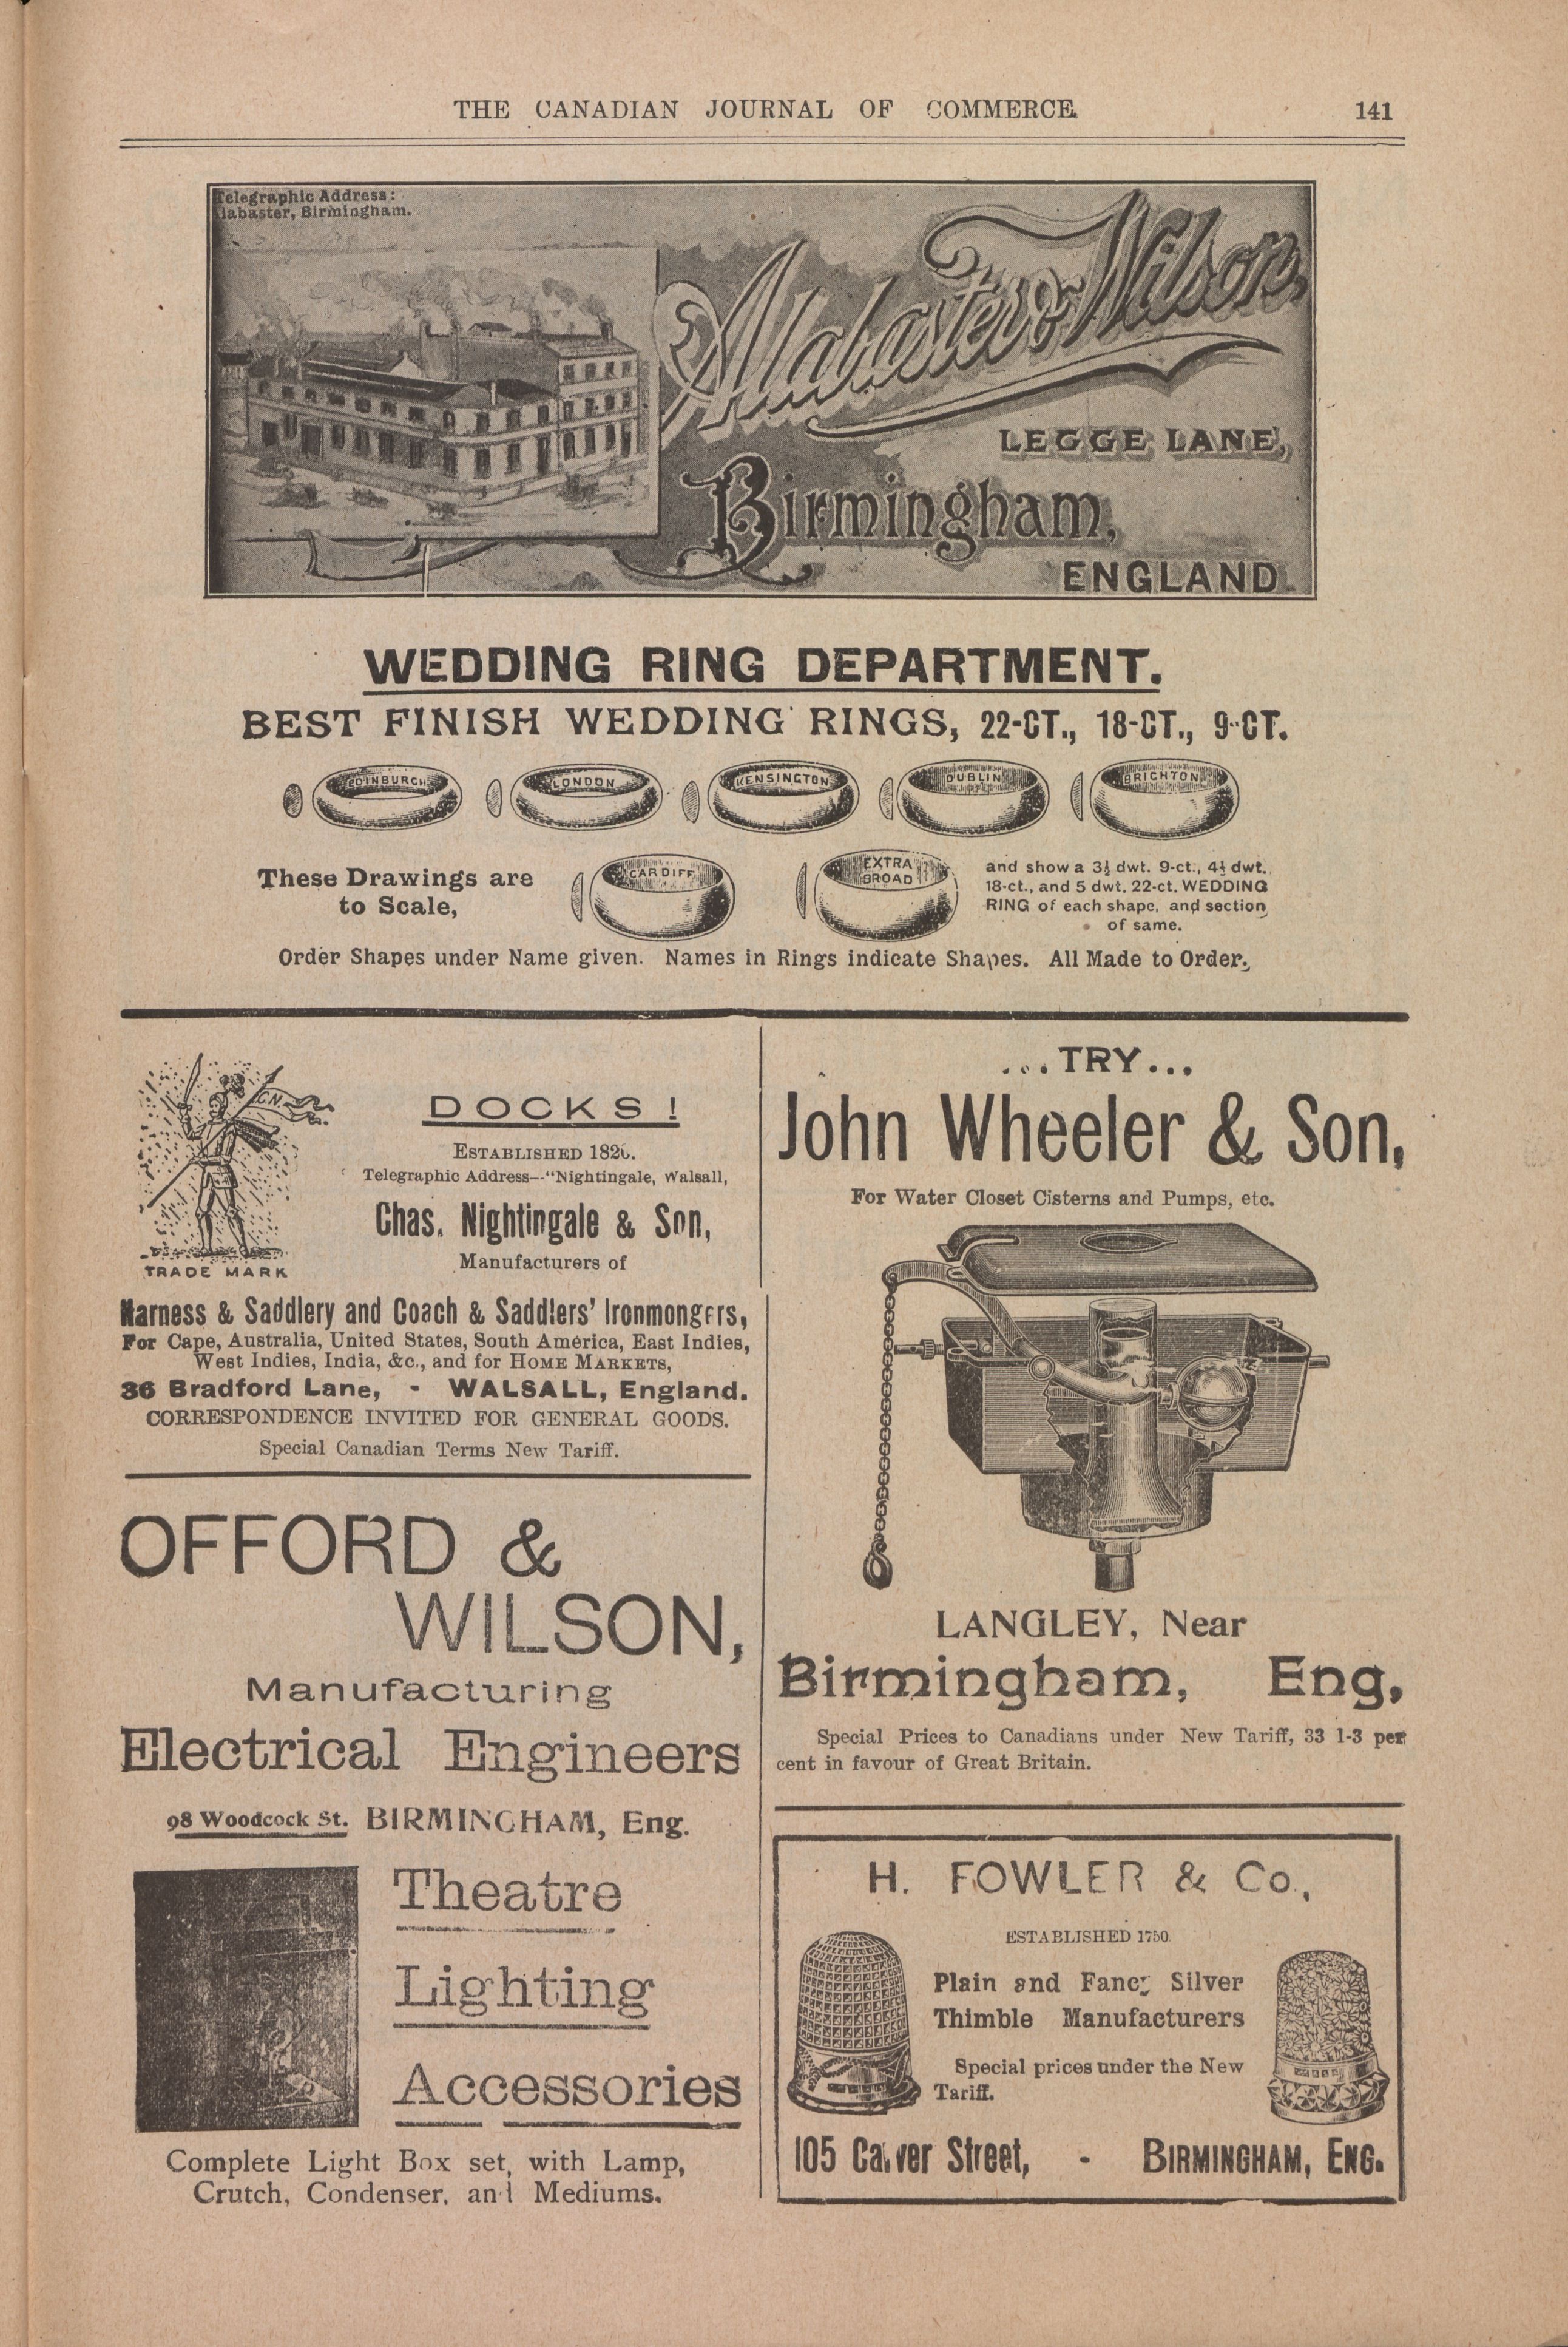 THE CANADIAN JOURNAL OF COMMERCE
141
Telegraphic Address:
Alabaster, Birmingham.
Alabaster & Wilson,
LEGGE LANE,
Birmingham,
ENGLAND.
WEDDING RING DEPARTMENT.
BEST FINISH WEDDING RINGS, 22-CT., 18-CT., 9-CT.
EDINBURGH
LONDON
KENSINGTON
DUBLIN
BRIGHTON
These Drawings are
to Scale,
CARDIFF
EXTRA
BROAD
and show a 3½ dwt. 9-ct., 4½ dwt.
18-ct., and 5 dwt. 22-ct. WEDDING
RING of each shape, and section
of same.
Order Shapes under Name given. Names in Rings indicate Shapes. All Made to Order.
C.N.
TRADE MARK
DOCKS!
ESTABLISHED
Telegraphic Address--"Nightingale, Walsall,
Chas. Nightingale & Son,
Manufacturers of
Harness & Saddlery and Coach & Saddlers' Ironmongers,
For Cape, Australia, United States, South America, East Indies,
West Indies, India, &c., and for HOME MARKETS,
36 Bradford Lane, - WALSALL, England.
CORRESPONDENCE INVITED FOR GENERAL GOODS.
Special Canadian Terms New Tariff.
OFFORD &
WILSON,
Manufacturing
Electrical Engineers
98 Woodcock St. BIRMINGHAM, Eng.
Theatre
Lighting
Accessories
Complete Light Box set, with Lamp,
Crutch, Condenser, and Mediums.
...TRY...
John Wheeler & Son,
For Water Closet Cisterns and Pumps, etc.
LANGLEY, Near
Birmingham, Eng,
Special Prices to Canadians under New Tariff, 33 1-3 per
cent in favour of Great Britain.
H. FOWLER & Co.,
ESTABLISHED 1750.
Plain and Fancy Silver
Thimble Manufacturers
Special prices under the New
Tariff.
105 Carver Street, - BIRMINGHAM, ENG.